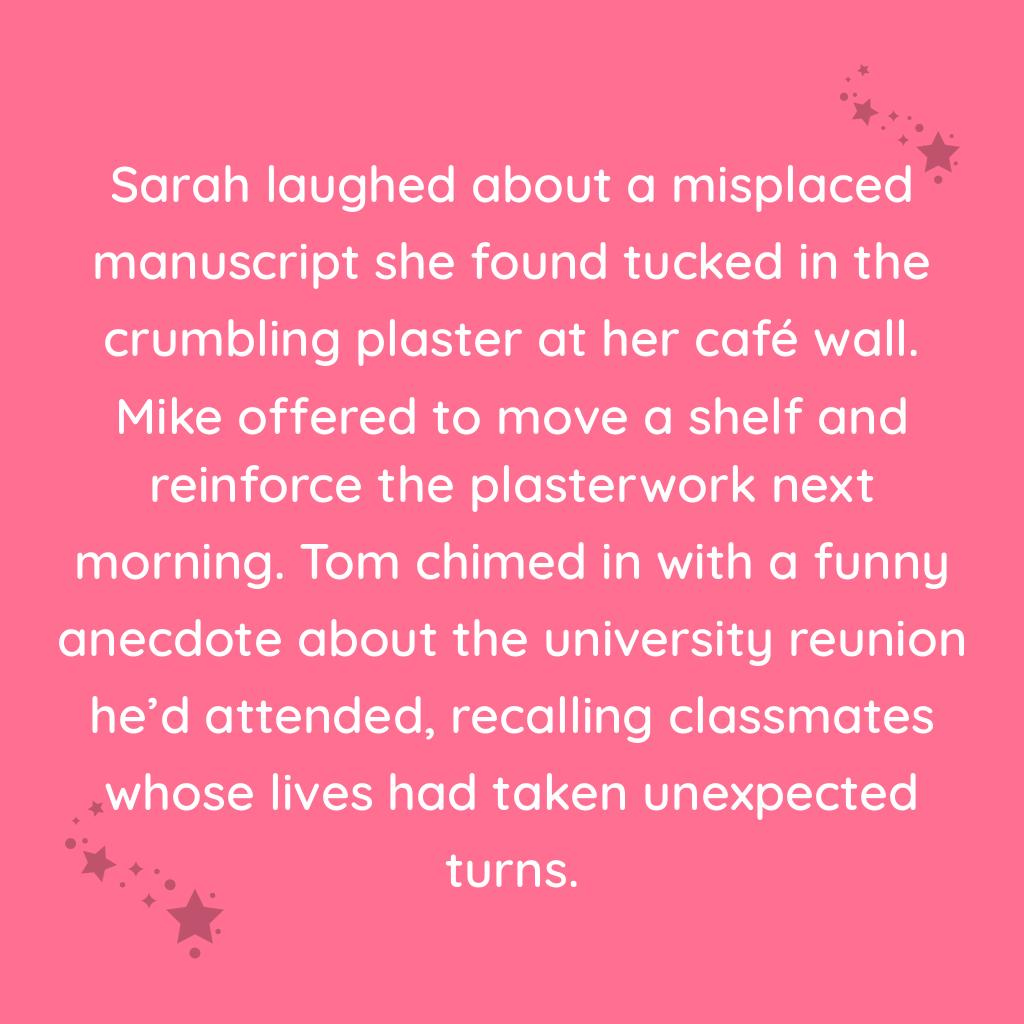 Sarah laughed about a misplaced
manuscript she found tucked in the
crumbling plaster at her café wall.
Mike offered to move a shelf and
reinforce the plasterwork next
morning. Tom chimed in with a funny
anecdote about the university reunion
he’d attended, recalling classmates
whose lives had taken unexpected
turns.